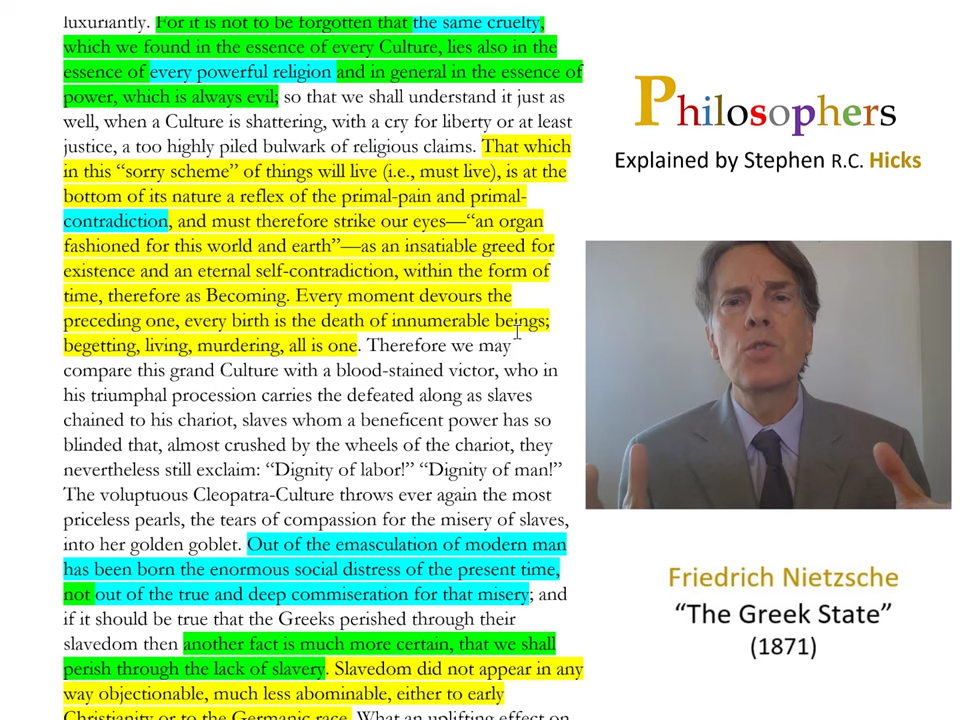 luxuriantly. For it is not to be forgotten that the same cruelty,
which we found in the essence of every Culture, lies also in the
essence of every powerful religion and in general in the essence of
power, which is always evil; so that we shall understand it just as
well, when a Culture is shattering, with a cry for liberty or at least
justice, a too highly piled bulwark of religious claims. That which
in this “sorry scheme” of things will live (i.e., must live), is at the
bottom of its nature a reflex of the primal-pain and primal-
contradiction, and must therefore strike our eyes—“an organ
fashioned for this world and earth”—as an insatiable greed for
existence and an eternal self-contradiction, within the form of
time, therefore as Becoming. Every moment devours the
preceding one, every birth is the death of innumerable beings;
begetting, living, murdering, all is one. Therefore we may
compare this grand Culture with a blood-stained victor, who in
his triumphal procession carries the defeated along as slaves
chained to his chariot, slaves whom a beneficent power has so
blinded that, almost crushed by the wheels of the chariot, they
nevertheless still exclaim: “Dignity of labor!” “Dignity of man!”
The voluptuous Cleopatra-Culture throws ever again the most
priceless pearls, the tears of compassion for the misery of slaves,
into her golden goblet. Out of the emasculation of modern man
has been born the enormous social distress of the present time,
not out of the true and deep commiseration for that misery; and
if it should be true that the Greeks perished through their
slavedom then another fact is much more certain, that we shall
perish through the lack of slavery. Slavedom did not appear in any
way objectionable, much less abominable, either to early
Christianity or to the Germanic race. What an uplifting effect on
Philosophers
Explained by Stephen R.C. Hicks
Friedrich Nietzsche
“The Greek State”
(1871)